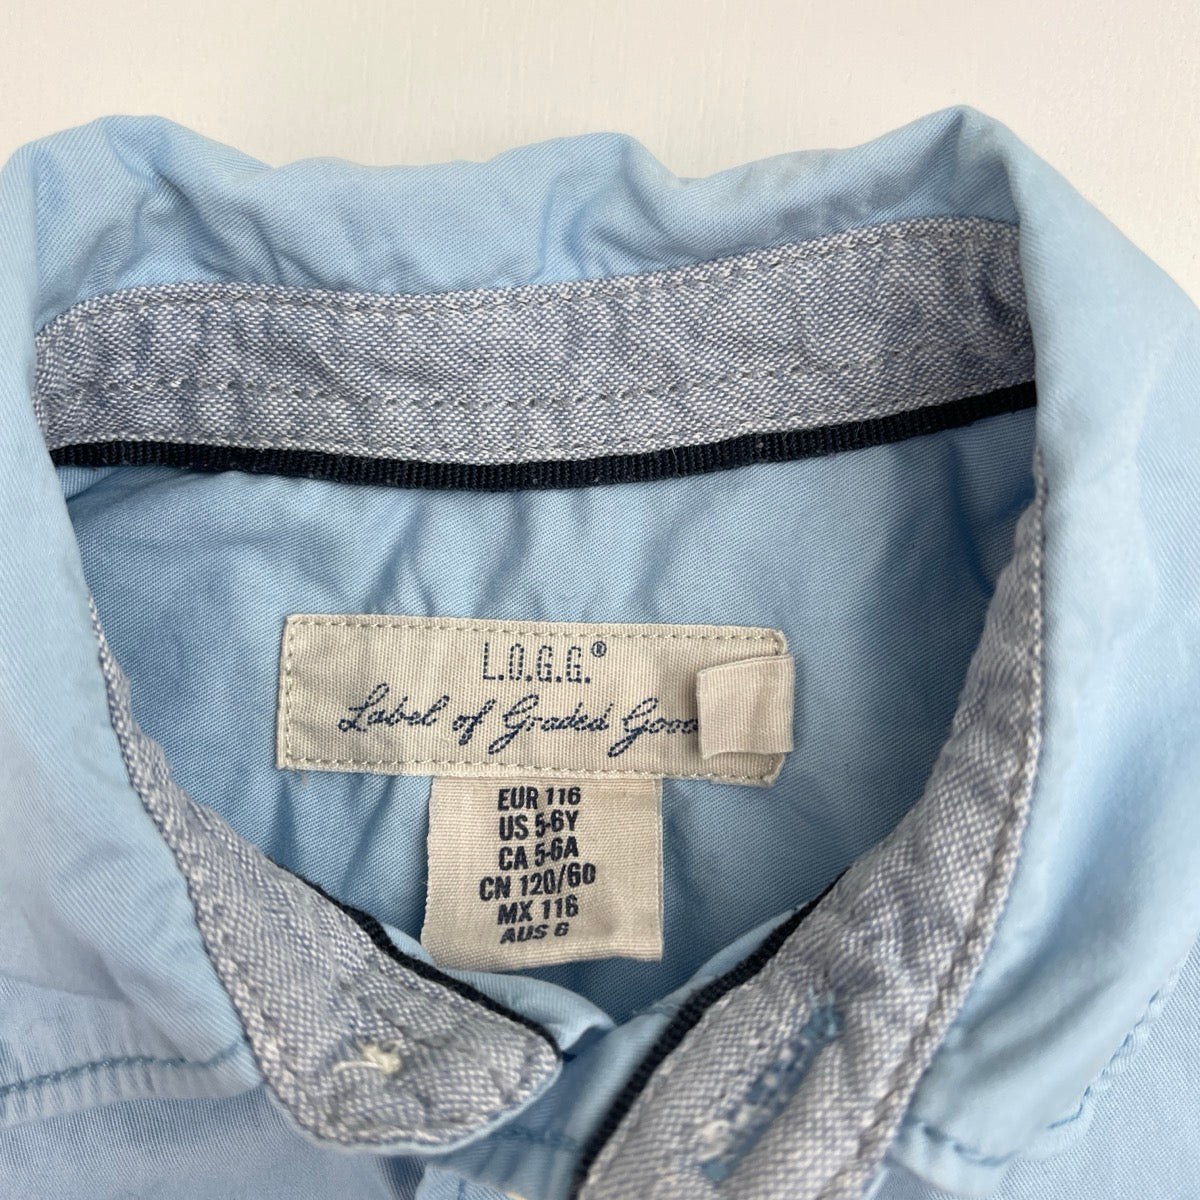 L.O.G.G.®
Label of Graded Goo
EUR 116
US 5-6Y
CA 5-6A
CN 120/60
MX 116
AUS 6